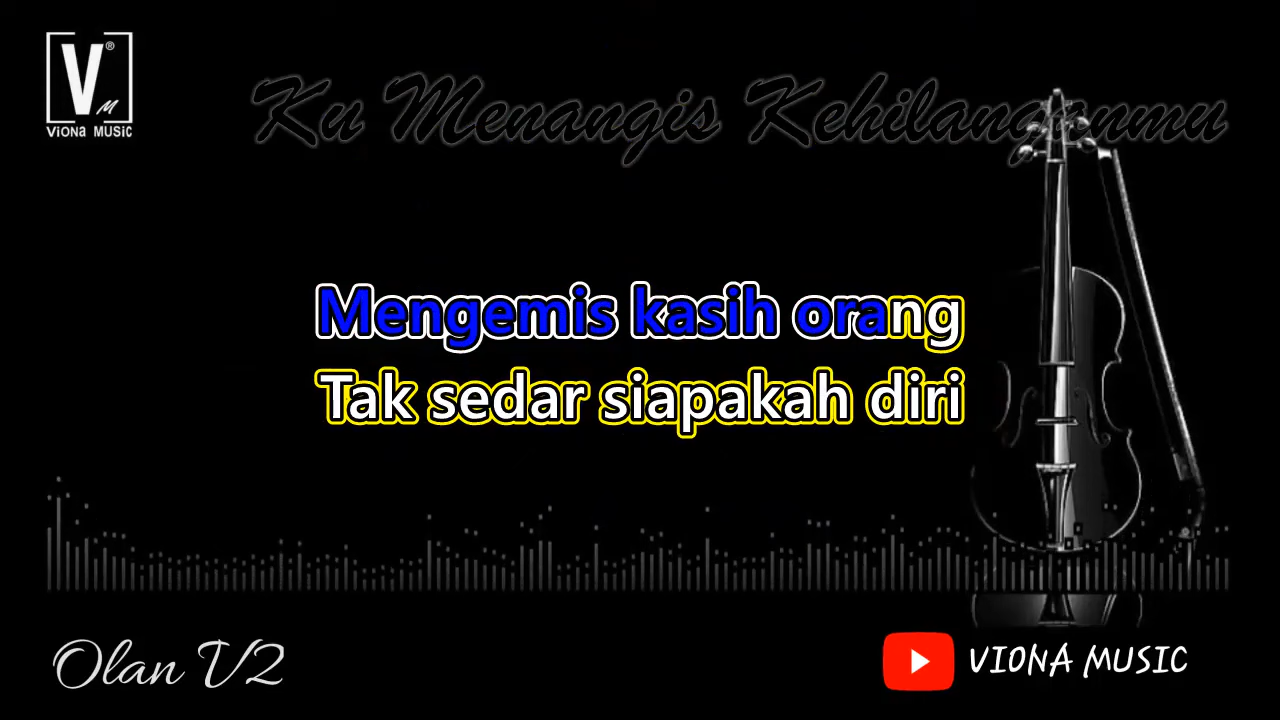 V®
M
ViONa MUSiC
Ku Menangis Kehilanganmu
Mengemis kasih orang
Tak sedar siapakah diri
Olan V2
VIONA MUSIC